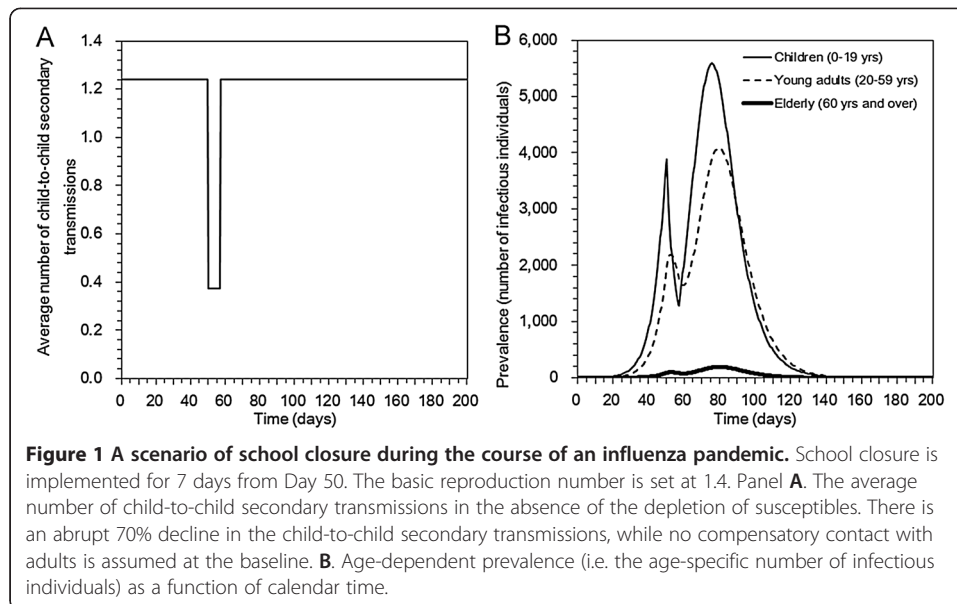 A
Average number of child-to-child secondary
transmissions
1.4
1.2
1.0
0.8
0.6
0.4
0.2
0.0
0 20 40 60 80 100 120 140 160 180 200
Time (days)
B
Prevalence (number of infectious individuals)
6,000
5,000
4,000
3,000
2,000
1,000
0
0 20 40 60 80 100 120 140 160 180 200
Time (days)
Children (0-19 yrs)
Young adults (20-59 yrs)
Elderly (60 yrs and over)
Figure 1 A scenario of school closure during the course of an influenza pandemic. School closure is
implemented for 7 days from Day 50. The basic reproduction number is set at 1.4. Panel A. The average
number of child-to-child secondary transmissions in the absence of the depletion of susceptibles. There is
an abrupt 70% decline in the child-to-child secondary transmissions, while no compensatory contact with
adults is assumed at the baseline. B. Age-dependent prevalence (i.e. the age-specific number of infectious
individuals) as a function of calendar time.